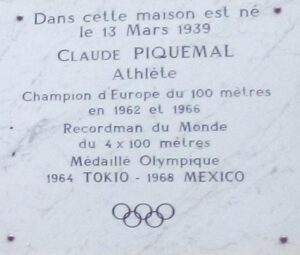 Dans cette maison est né
le 13 Mars 1939
CLAUDE PIQUEMAL
Athlète
Champion d'Europe du 100 mètres
en 1962 et 1966
Recordman du Monde
du 4 x 100 mètres
Médaillé Olympique
1964 TOKIO - 1968 MEXICO